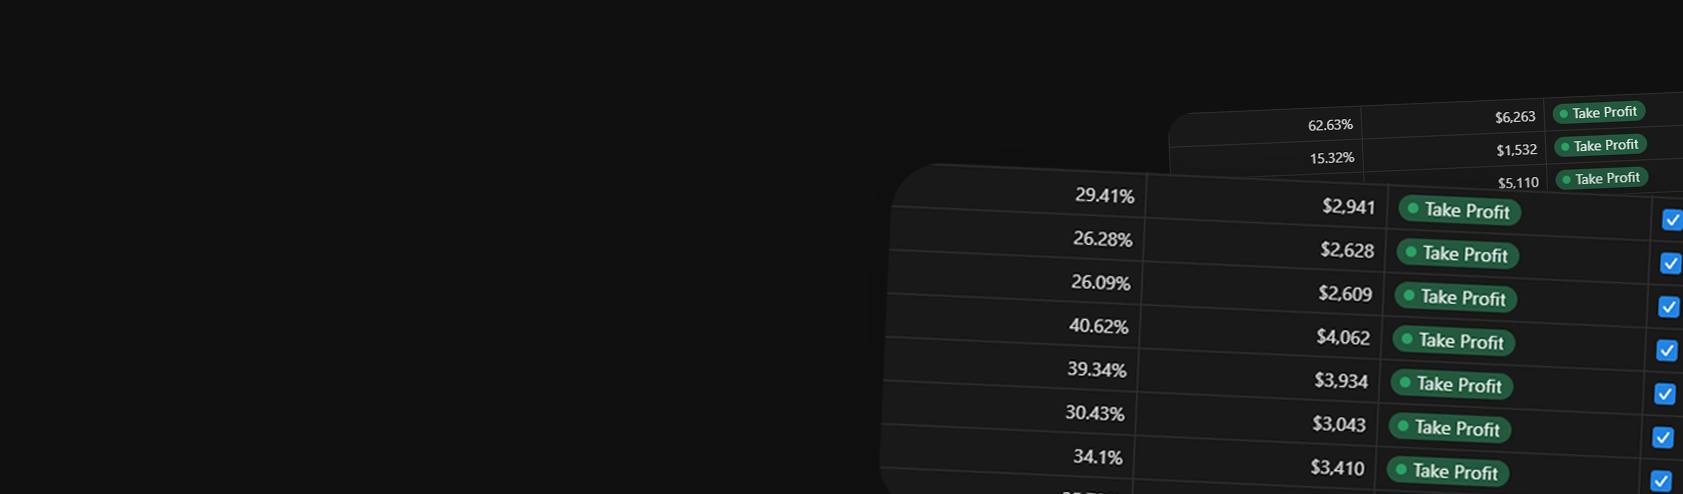 62.63% $6,263 Take Profit
15.32% $1,532 Take Profit
$5,110 Take Profit
29.41% $2,941 Take Profit
26.28% $2,628 Take Profit
26.09% $2,609 Take Profit
40.62% $4,062 Take Profit
39.34% $3,934 Take Profit
30.43% $3,043 Take Profit
34.1% $3,410 Take Profit